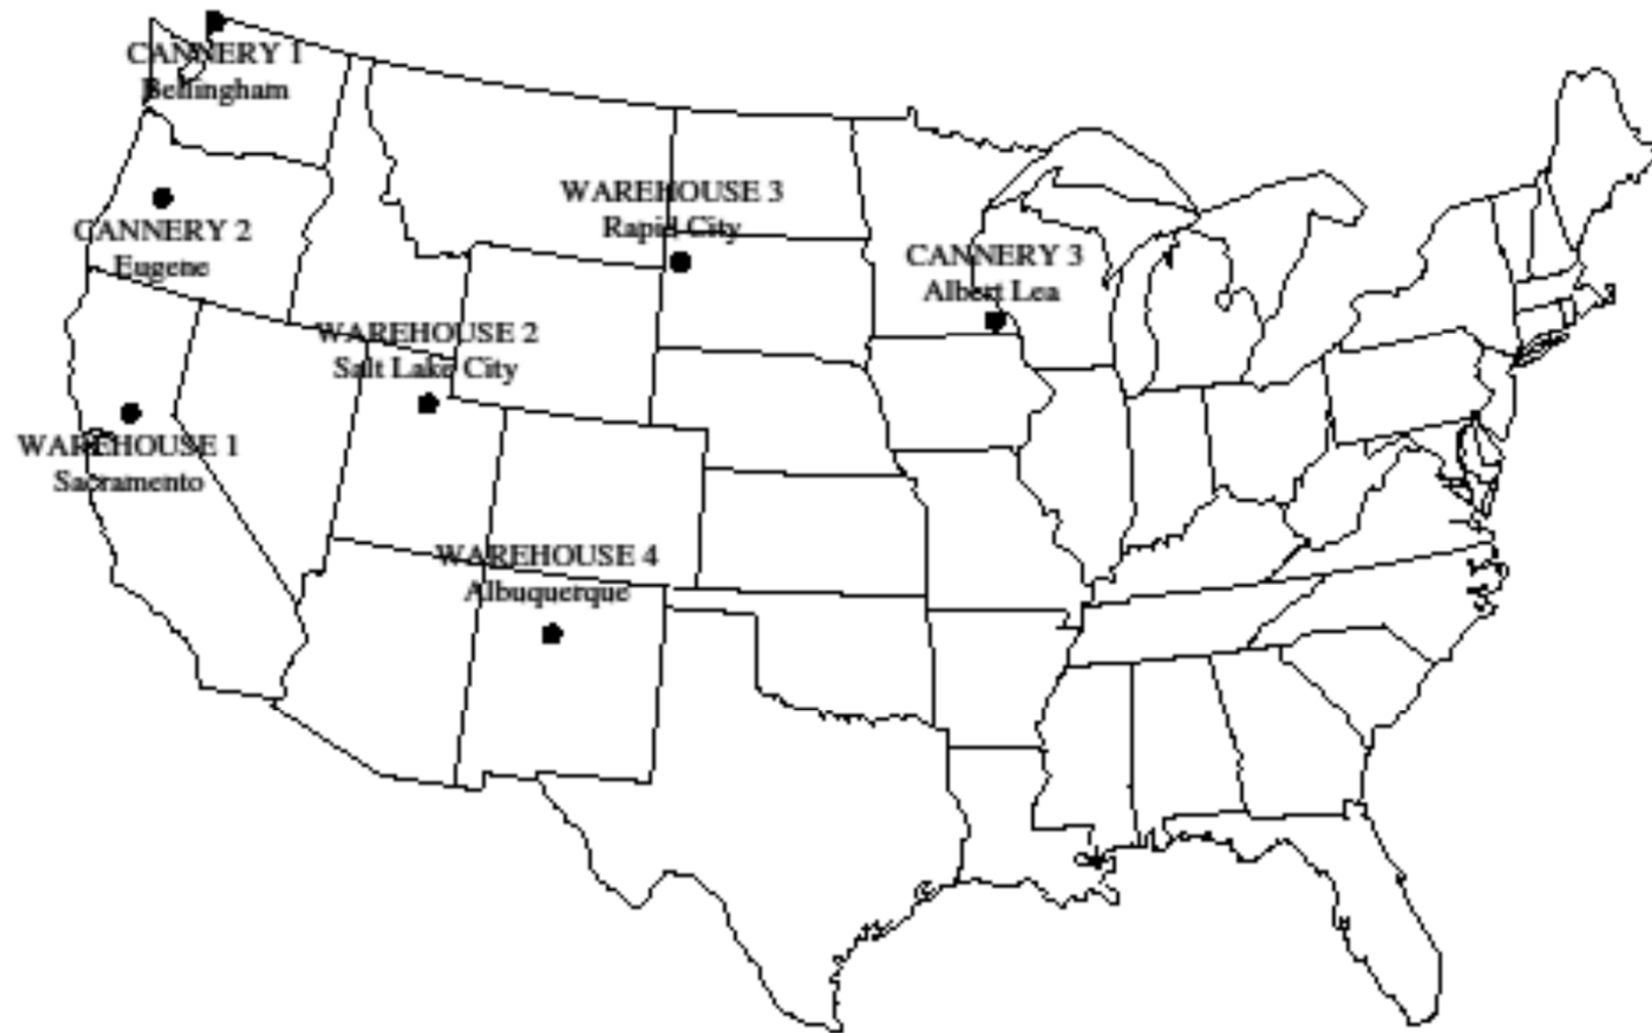 CANNERY 1
Bellingham
WAREHOUSE 3
Rapid City
CANNERY 2
Eugene
CANNERY 3
Albert Lea
WAREHOUSE 2
Salt Lake City
WAREHOUSE 1
Sacramento
WAREHOUSE 4
Albuquerque